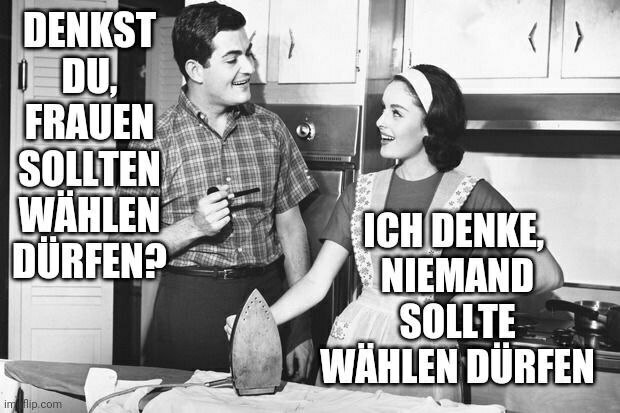 DENKST
DU,
FRAUEN
SOLLTEN
WÄHLEN
DÜRFEN?
ICH DENKE,
NIEMAND
SOLLTE
WÄHLEN DÜRFEN
imgflip.com